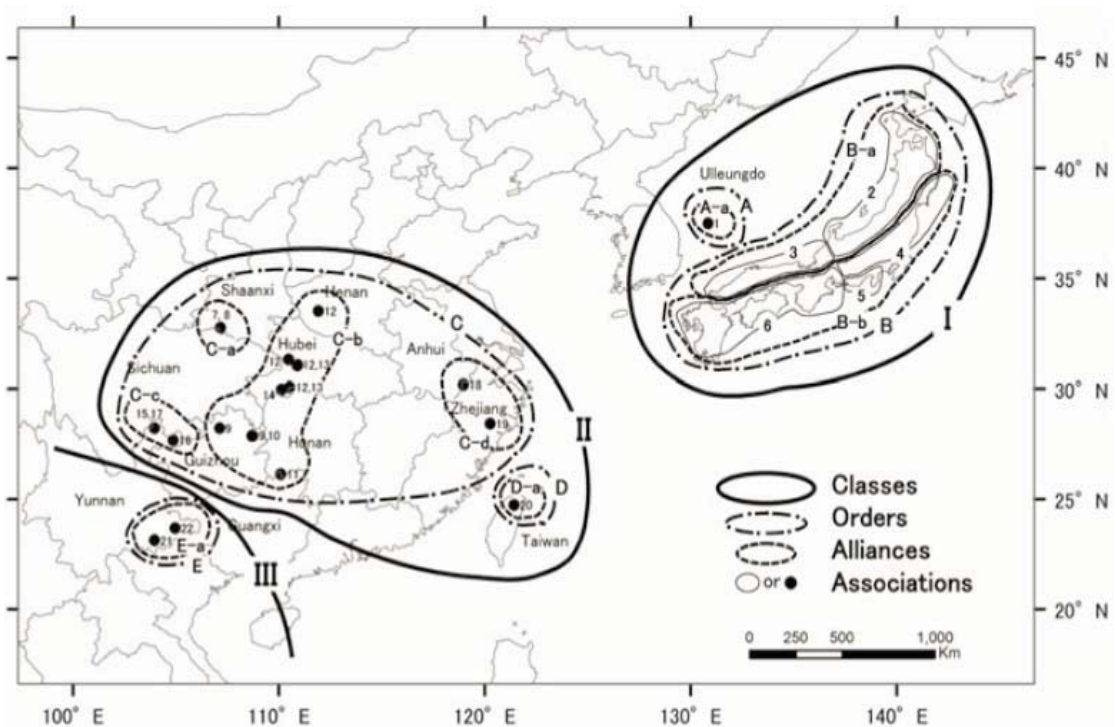 45° N
Ulleungdo
B-a
40° N
A-a
A
1
2
3
4
35° N
Shaanxi
Henan
5
7, 8
12
C
B-b
B
I
6
C-a
C-b
Hubei
Anhui
12
12,13
Sichuan
30° N
12,13
18
14
C-c
Zhejiang
15,17
9
19
II
16
9,10
C-d
Hunan
Guizhou
11
Classes
25° N
D-a
D
Yunnan
20
Orders
22
Guangxi
Taiwan
21
E-a
Alliances
E
III
or
Associations
20° N
0 250 500 1,000
Km
100° E 110° E 120° E 130° E 140° E